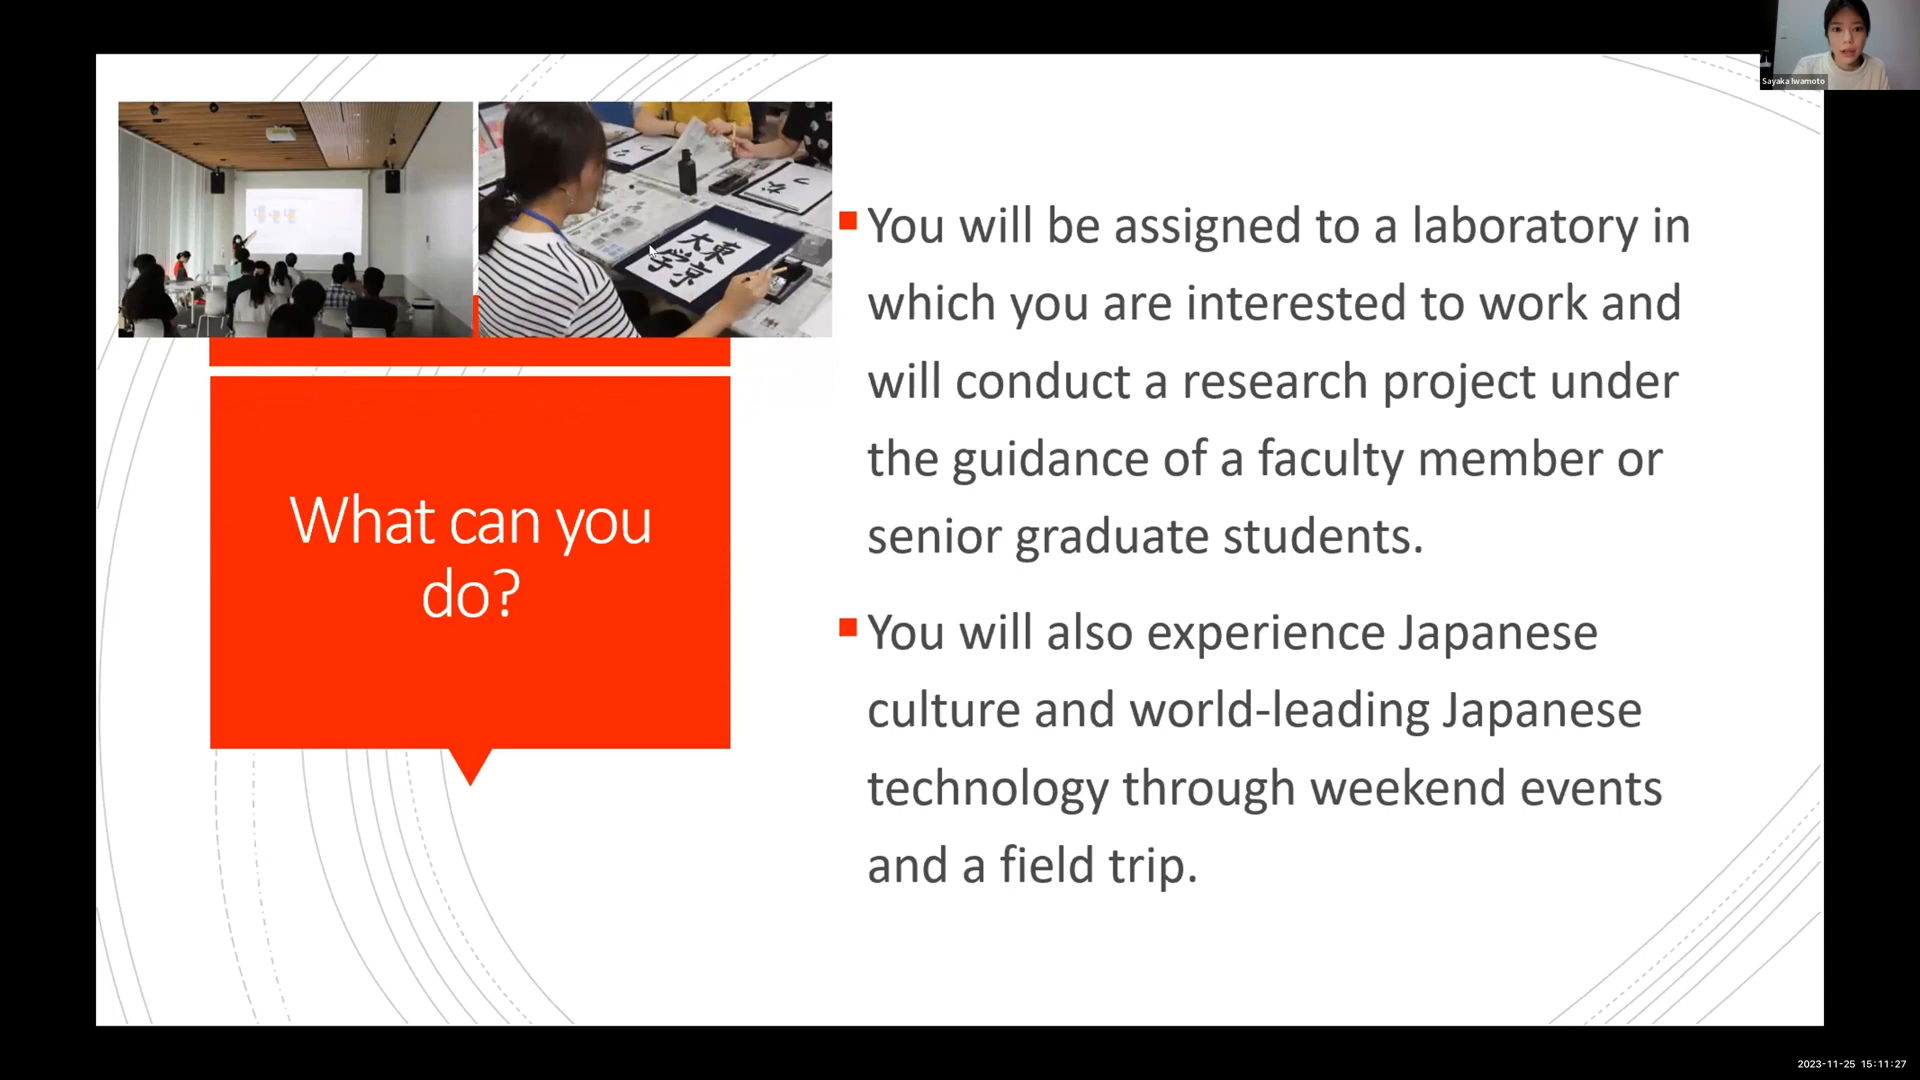 Sayaka Iwamoto
東京
大学
What can you
do?
You will be assigned to a laboratory in
which you are interested to work and
will conduct a research project under
the guidance of a faculty member or
senior graduate students.
You will also experience Japanese
culture and world-leading Japanese
technology through weekend events
and a field trip.
2023-11-25 15:11:27